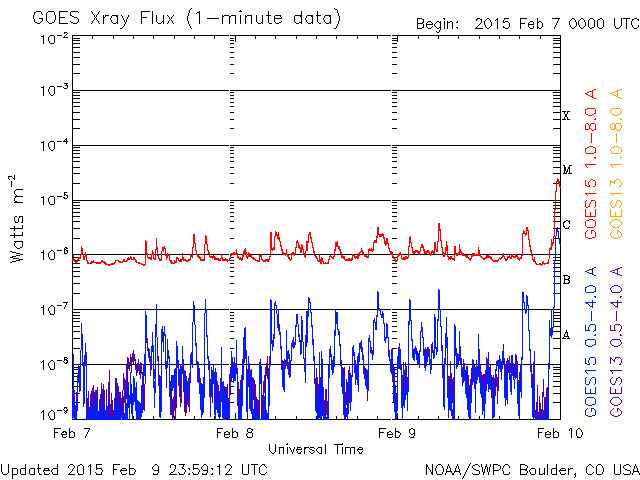 GOES Xray Flux (1-minute data)
Begin: 2015 Feb 7 0000 UTC
10-2
10-3
10-4
10-5
10-6
10-7
10-8
10-9
Watts m-2
X
M
C
B
A
GOES15 1.0-8.0 A
GOES13 1.0-8.0 A
GOES15 0.5-4.0 A
GOES13 0.5-4.0 A
Feb 7
Feb 8
Feb 9
Feb 10
Universal Time
Updated 2015 Feb 9 23:59:12 UTC
NOAA/SWPC Boulder, CO USA